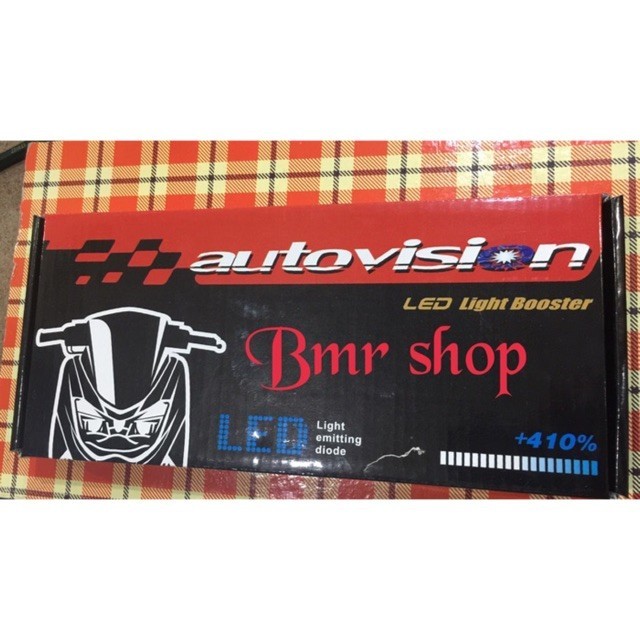 autovision
LED Light Booster
Bmr shop
LED
Light
emitting
diode
+410%